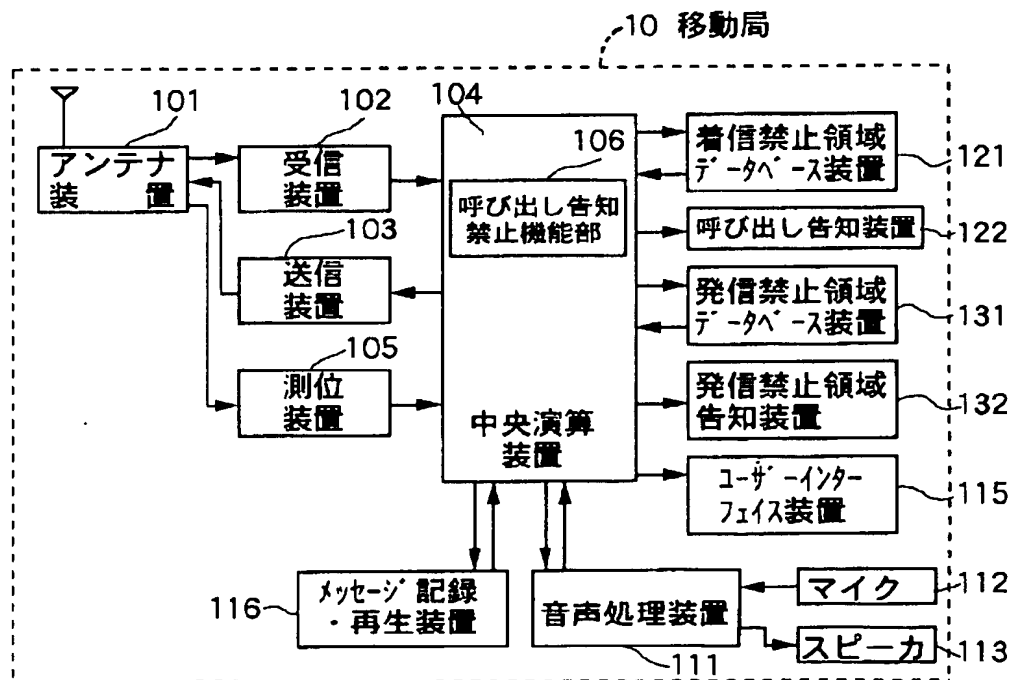 10 移動局
101
アンテナ
装置
102
受信
装置
103
送信
装置
105
測位
装置
104
106
呼び出し告知
禁止機能部
中央演算
装置
着信禁止領域
データベース装置
121
呼び出し告知装置
122
発信禁止領域
データベース装置
131
発信禁止領域
告知装置
132
ユーザーインター
フェイス装置
115
メッセージ記録
・再生装置
116
音声処理装置
111
マイク
112
スピーカ
113